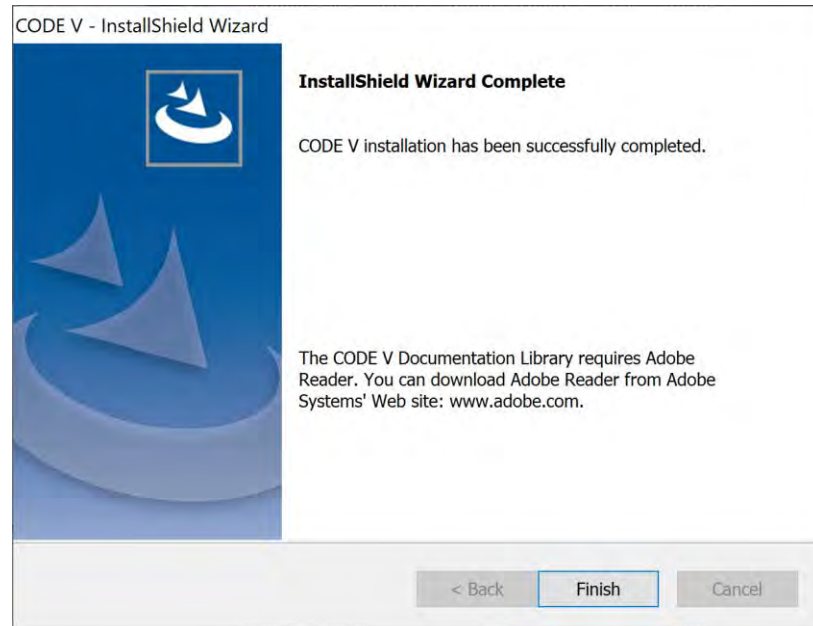 CODE V - InstallShield Wizard
InstallShield Wizard Complete
CODE V installation has been successfully completed.
The CODE V Documentation Library requires Adobe
Reader. You can download Adobe Reader from Adobe
Systems' Web site: www.adobe.com.
< Back
Finish
Cancel